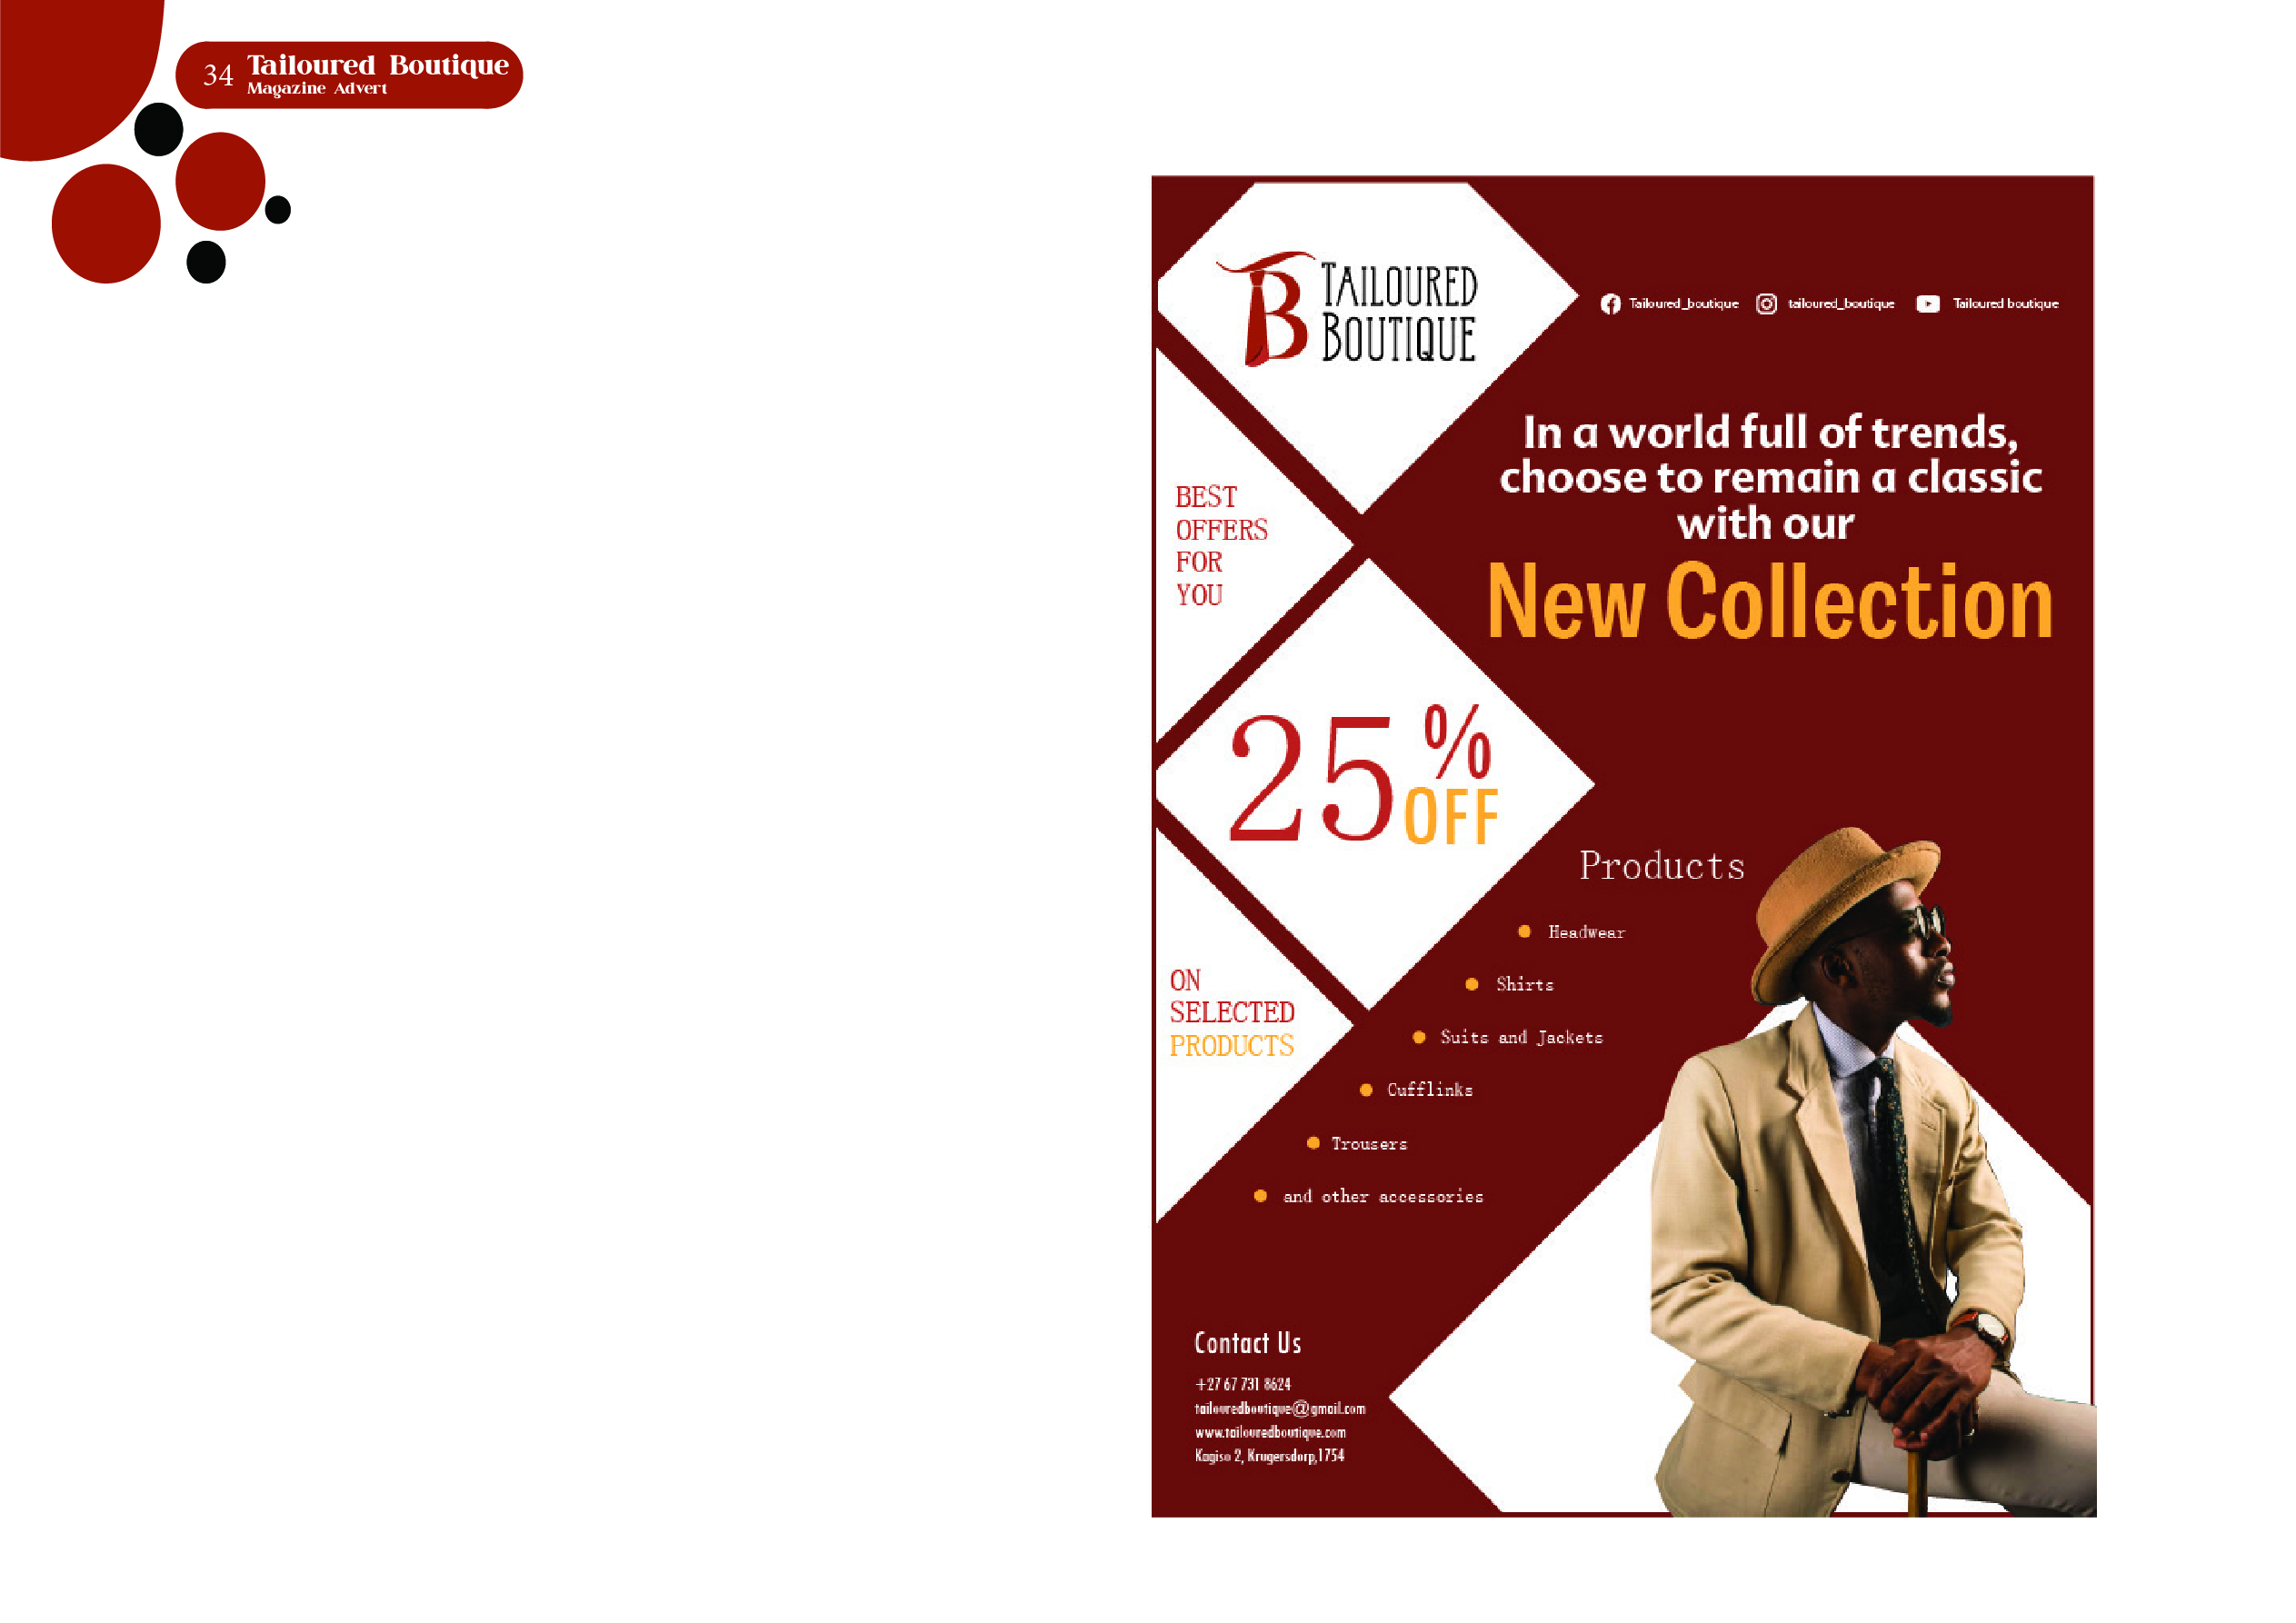 34 Tailoured Boutique
Magazine Advert
TAILOURED
BOUTIQUE
Tailoured_boutique tailoured_boutique Tailoured boutique
In a world full of trends,
choose to remain a classic
with our
New Collection
BEST
OFFERS
FOR
YOU
25%
OFF
ON
SELECTED
PRODUCTS
Products
Headwear
Shirts
Suits and Jackets
Cufflinks
Trousers
and other accessories
Contact Us
+27 67 731 8624
tailouredboutique@gmail.com
www.tailouredboutique.com
Kagiso 2, Krugersdorp,1754